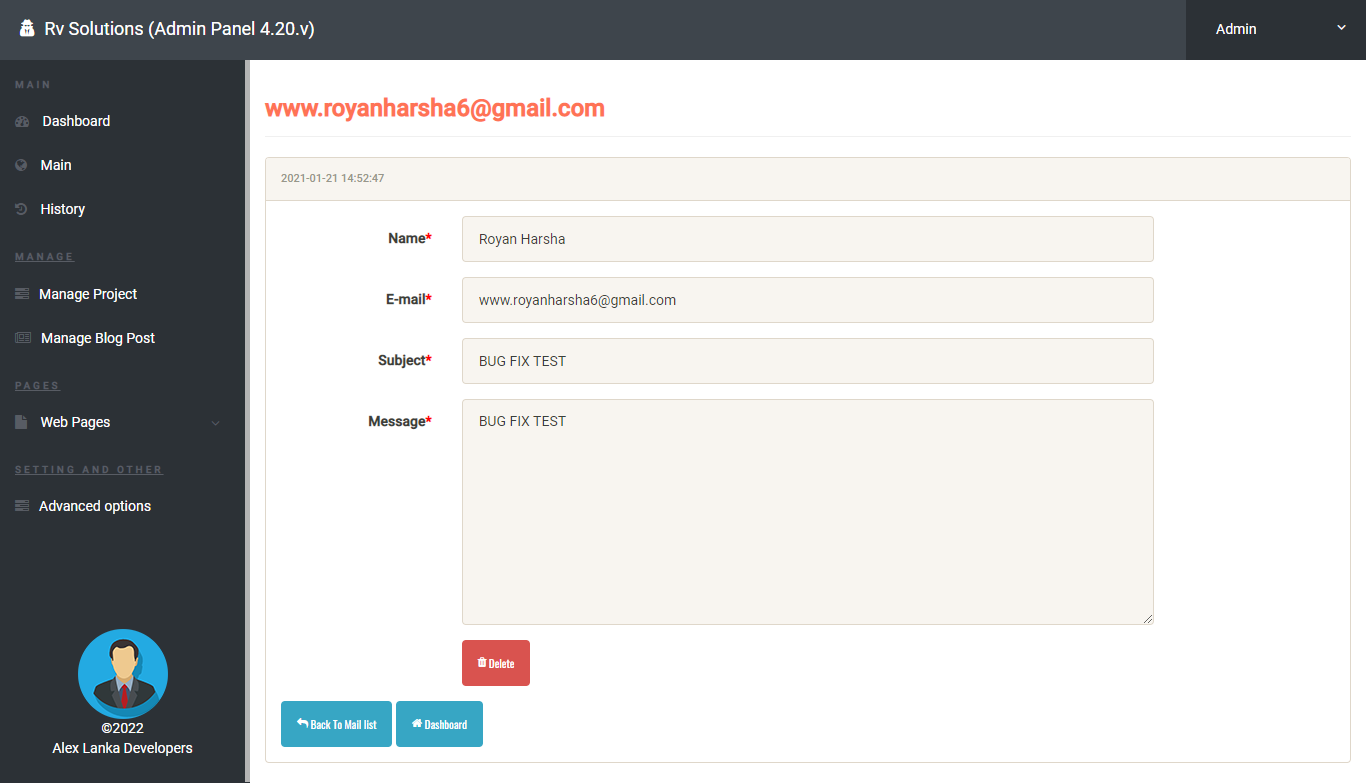 Rv Solutions (Admin Panel 4.20.v)
Admin
MAIN
Dashboard
Main
History
MANAGE
Manage Project
Manage Blog Post
PAGES
Web Pages
SETTING AND OTHER
Advanced options
©2022
Alex Lanka Developers
www.royanharsha6@gmail.com
2021-01-21 14:52:47
Name* Royan Harsha
E-mail* www.royanharsha6@gmail.com
Subject* BUG FIX TEST
Message* BUG FIX TEST
Delete
Back To Mail list Dashboard